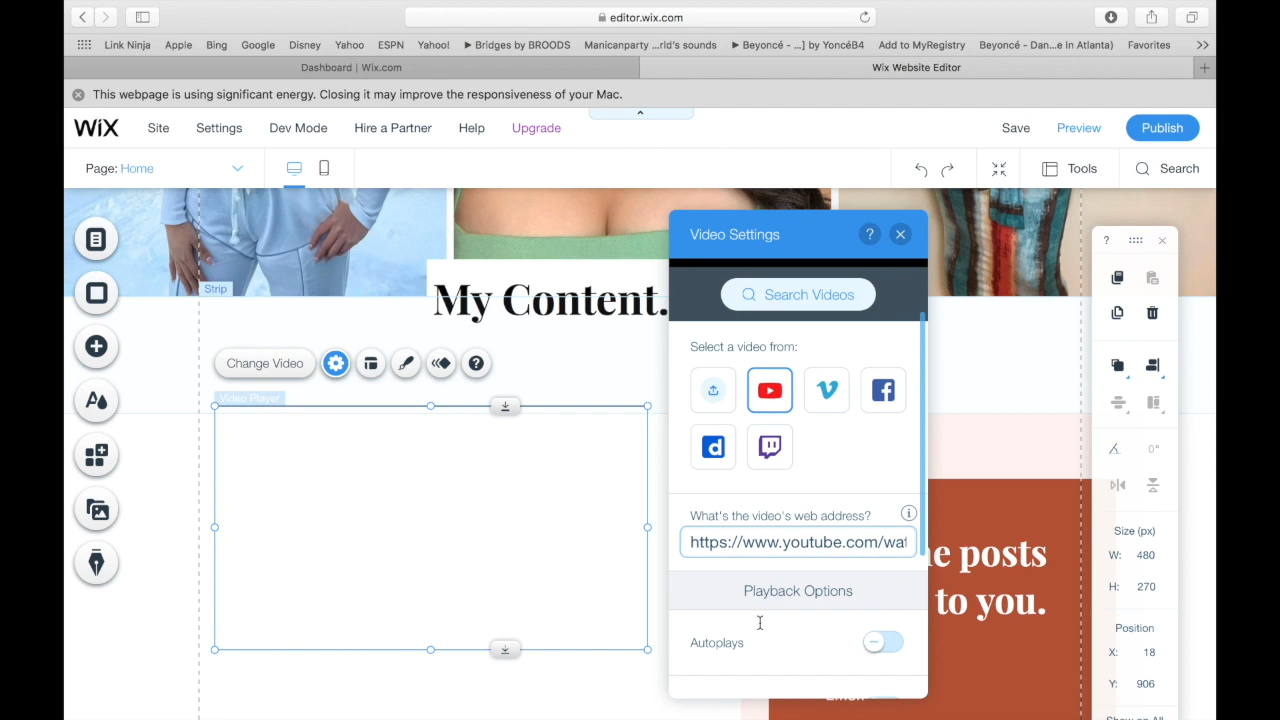 editor.wix.com
Link Ninja Apple Bing Google Disney Yahoo ESPN Yahoo! ▶ Bridges by BROODS Manicanparty ...rld's sounds ▶ Beyoncé - ...] by YoncéB4 Add to MyRegistry Beyoncé - Dan...e In Atlanta) Favorites >>
Dashboard | Wix.com Wix Website Editor
This webpage is using significant energy. Closing it may improve the responsiveness of your Mac.
WiX Site Settings Dev Mode Hire a Partner Help Upgrade Save Preview Publish
Page: Home Tools Search
Video Settings ?
?
Strip
My Content.
Search Videos
Select a video from:
Change Video ?
Video Player
d
What's the video's web address? i
https://www.youtube.com/wat
Playback Options
Autoplays
e posts
to you.
0°
Size (px)
W: 480
H: 270
Position
X: 18
Y: 906